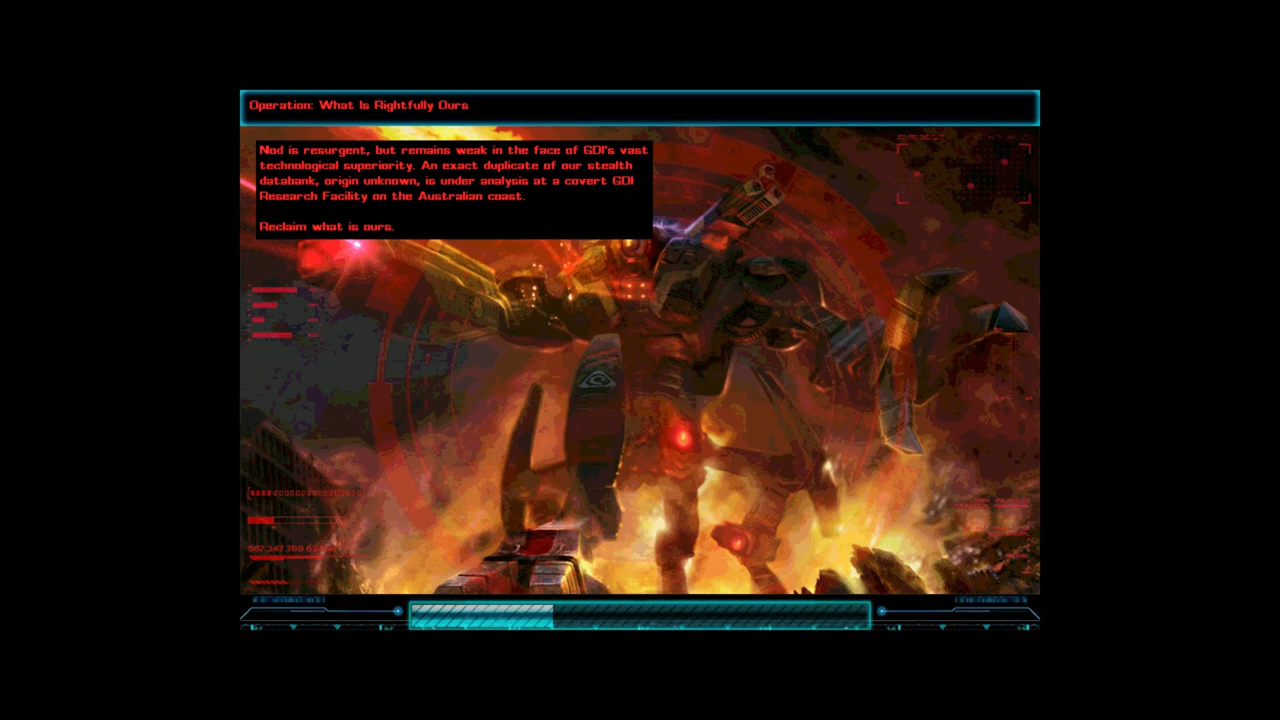 Operation: What Is Rightfully Ours
Nod is resurgent, but remains weak in the face of GDI's vast
technological superiority. An exact duplicate of our stealth
databank, origin unknown, is under analysis at a covert GDI
Research Facility on the Australian coast.
Reclaim what is ours.